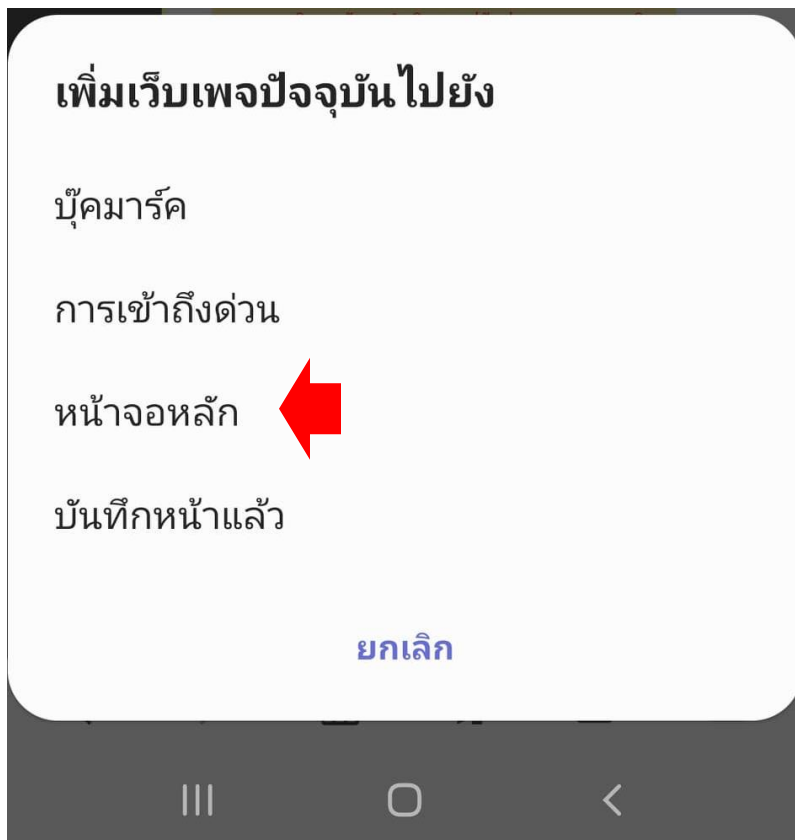 เพิ่มเว็บเพจปัจจุบันไปยัง
บุ๊คมาร์ค
การเข้าถึงด่วน
หน้าจอหลัก
บันทึกหน้าแล้ว
ยกเลิก